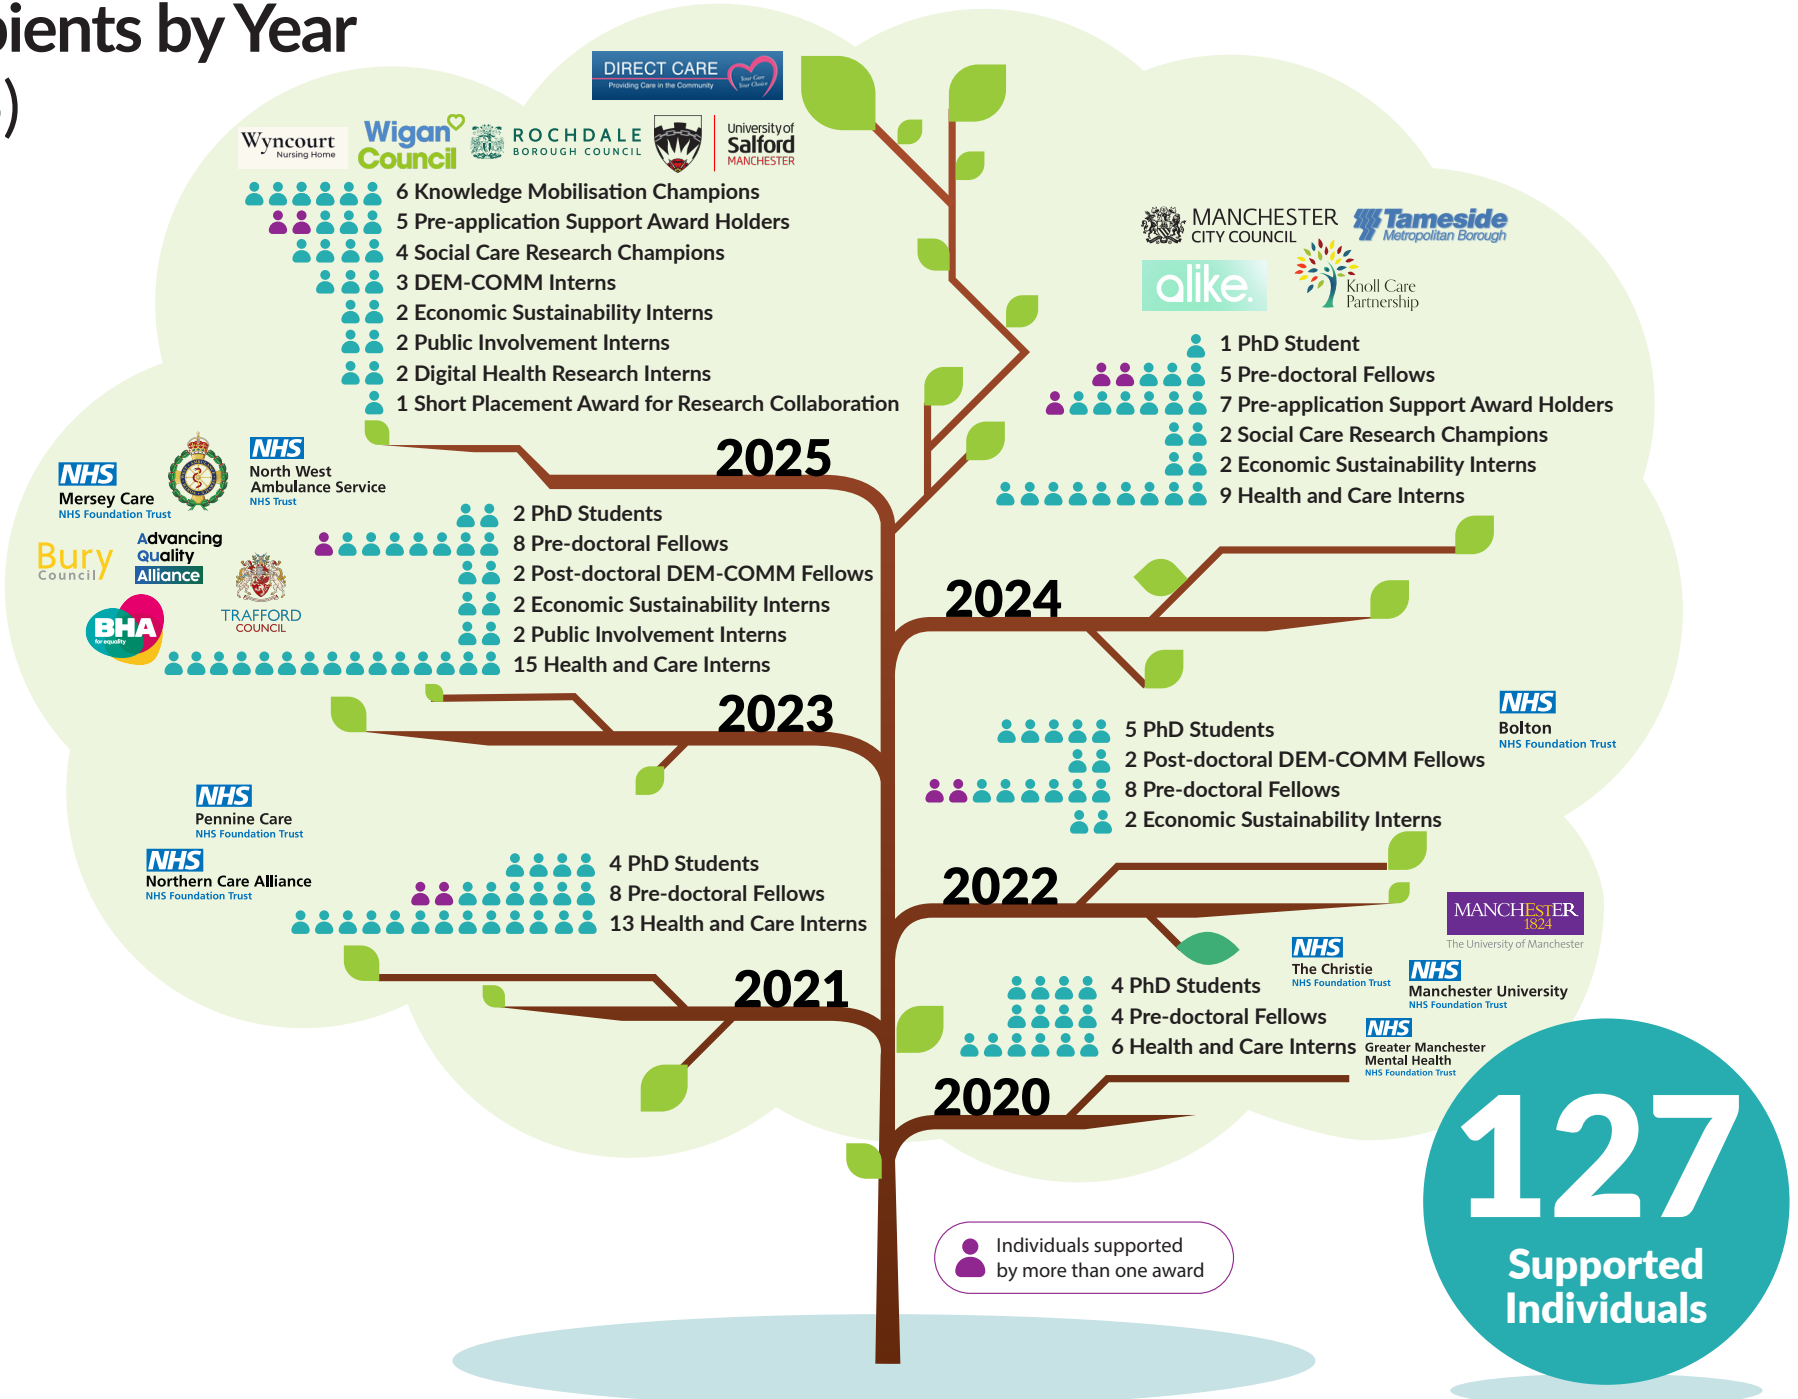 pients by Year
)
DIRECT CARE
Providing Care in the Community
Your Care
Your Choice
Wyncourt
Nursing Home
Wigan
Council
ROCHDALE
BOROUGH COUNCIL
University of
Salford
MANCHESTER
6 Knowledge Mobilisation Champions
5 Pre-application Support Award Holders
4 Social Care Research Champions
3 DEM-COMM Interns
2 Economic Sustainability Interns
2 Public Involvement Interns
2 Digital Health Research Interns
1 Short Placement Award for Research Collaboration
2025
MANCHESTER
CITY COUNCIL
Tameside
Metropolitan Borough
alike.
Knoll Care
Partnership
1 PhD Student
5 Pre-doctoral Fellows
7 Pre-application Support Award Holders
2 Social Care Research Champions
2 Economic Sustainability Interns
9 Health and Care Interns
2024
NHS
Mersey Care
NHS Foundation Trust
NHS
North West
Ambulance Service
NHS Trust
Bury
Council
Advancing
Quality
Alliance
BHA
for equality
TRAFFORD
COUNCIL
2 PhD Students
8 Pre-doctoral Fellows
2 Post-doctoral DEM-COMM Fellows
2 Economic Sustainability Interns
2 Public Involvement Interns
15 Health and Care Interns
2023
NHS
Bolton
NHS Foundation Trust
5 PhD Students
2 Post-doctoral DEM-COMM Fellows
8 Pre-doctoral Fellows
2 Economic Sustainability Interns
2022
NHS
Pennine Care
NHS Foundation Trust
NHS
Northern Care Alliance
NHS Foundation Trust
4 PhD Students
8 Pre-doctoral Fellows
13 Health and Care Interns
2021
MANCHESTER
1824
The University of Manchester
NHS
The Christie
NHS Foundation Trust
NHS
Manchester University
NHS Foundation Trust
NHS
Greater Manchester
Mental Health
NHS Foundation Trust
4 PhD Students
4 Pre-doctoral Fellows
6 Health and Care Interns
2020
Individuals supported
by more than one award
127
Supported
Individuals